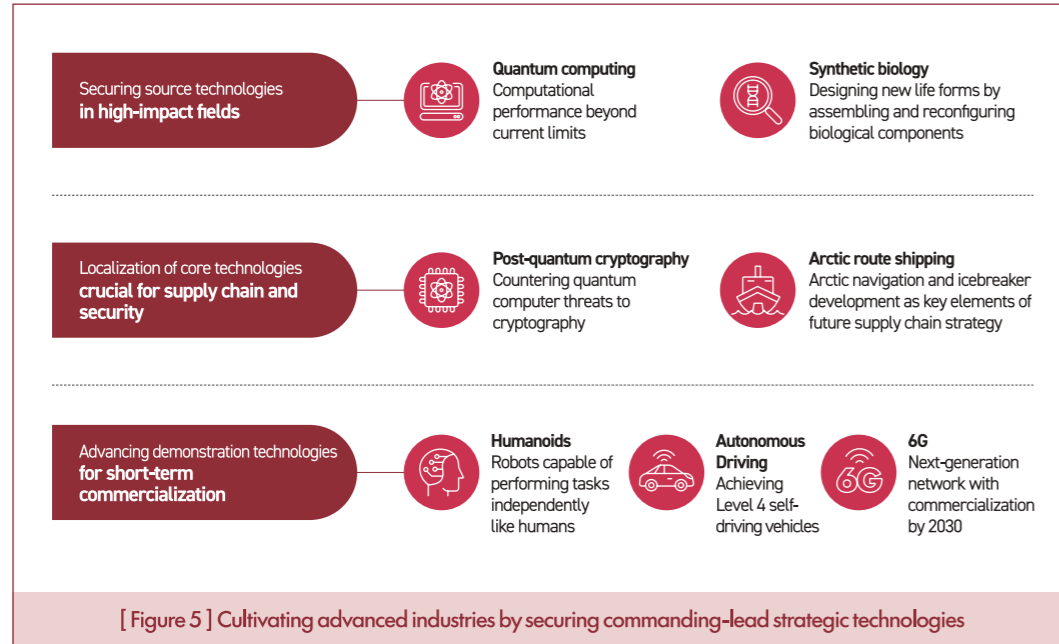 Securing source technologies
in high-impact fields
Quantum computing
Computational
performance beyond
current limits
Synthetic biology
Designing new life forms by
assembling and reconfiguring
biological components
Localization of core technologies
crucial for supply chain and
security
Post-quantum cryptography
Countering quantum
computer threats to
cryptography
Arctic route shipping
Arctic navigation and icebreaker
development as key elements of
future supply chain strategy
Advancing demonstration technologies
for short-term
commercialization
Humanoids
Robots capable of
performing tasks
independently
like humans
Autonomous
Driving
Achieving
Level 4 self-
driving vehicles
6G
6G
Next-generation
network with
commercialization
by 2030
[ Figure 5 ] Cultivating advanced industries by securing commanding-lead strategic technologies